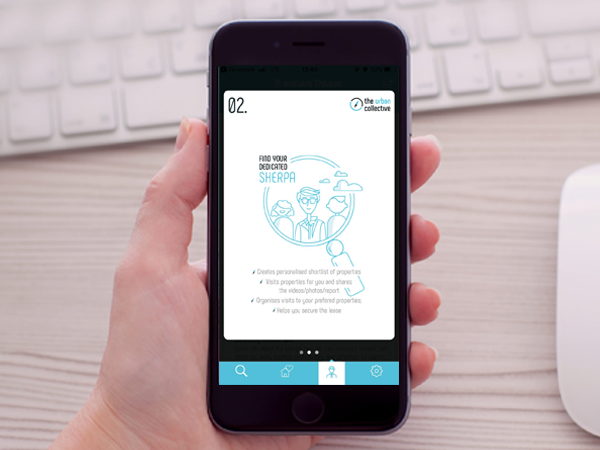 02.
the urban
collective
FIND YOUR
DEDICATED
SHERPA
Creates personalised shortlist of properties
Visits properties for you and shares
the videos/photos/report
Organises visits to your prefered properties;
Helps you secure the lease